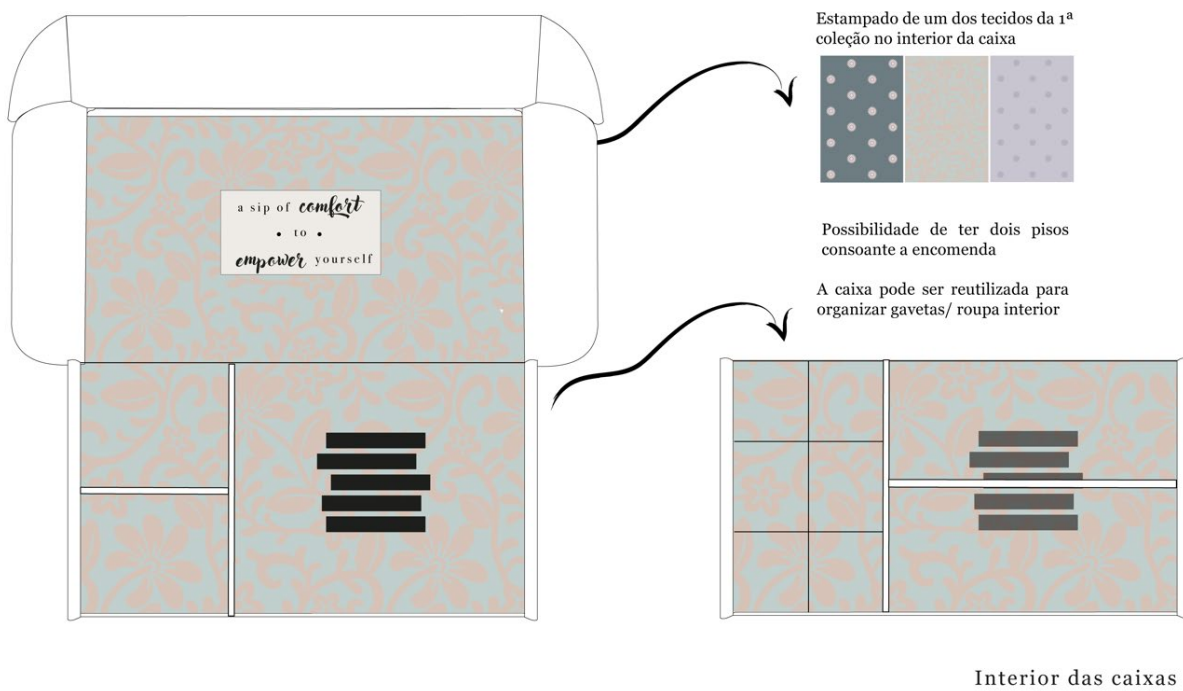 Estampado de um dos tecidos da 1ª
coleção no interior da caixa
a sip of comfort
• to •
empower yourself
Possibilidade de ter dois pisos
consoante a encomenda
A caixa pode ser reutilizada para
organizar gavetas/ roupa interior
Interior das caixas